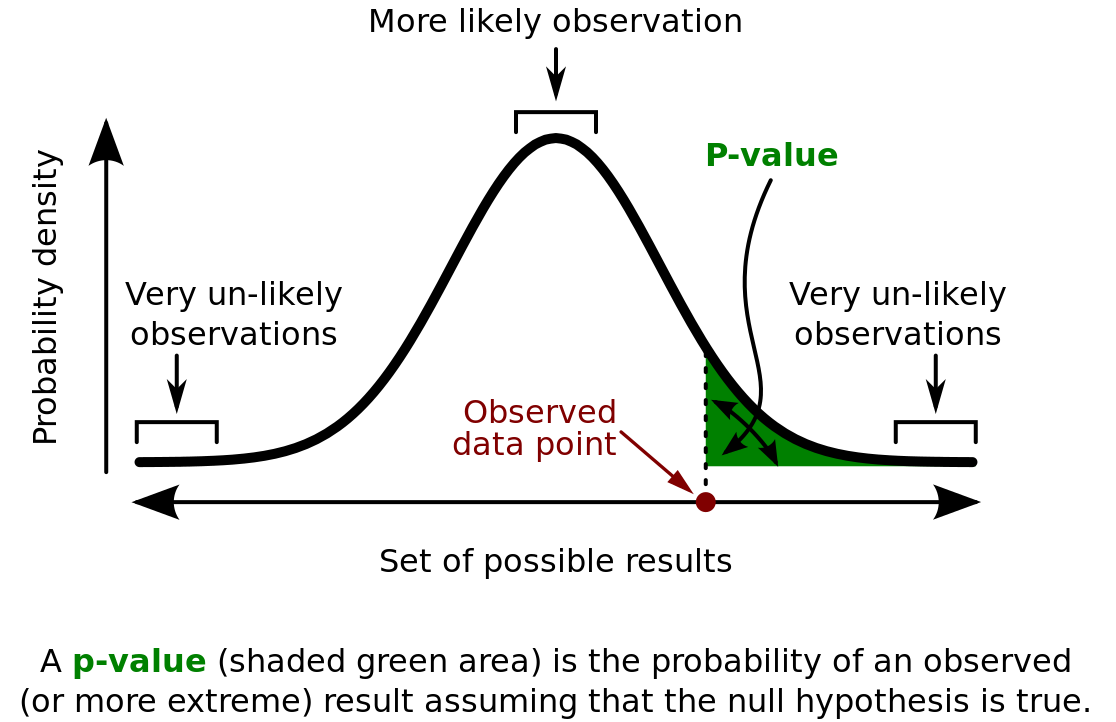 More likely observation
P-value
Probability density
Very un-likely
observations
Very un-likely
observations
Observed
data point
Set of possible results
A p-value (shaded green area) is the probability of an observed
(or more extreme) result assuming that the null hypothesis is true.